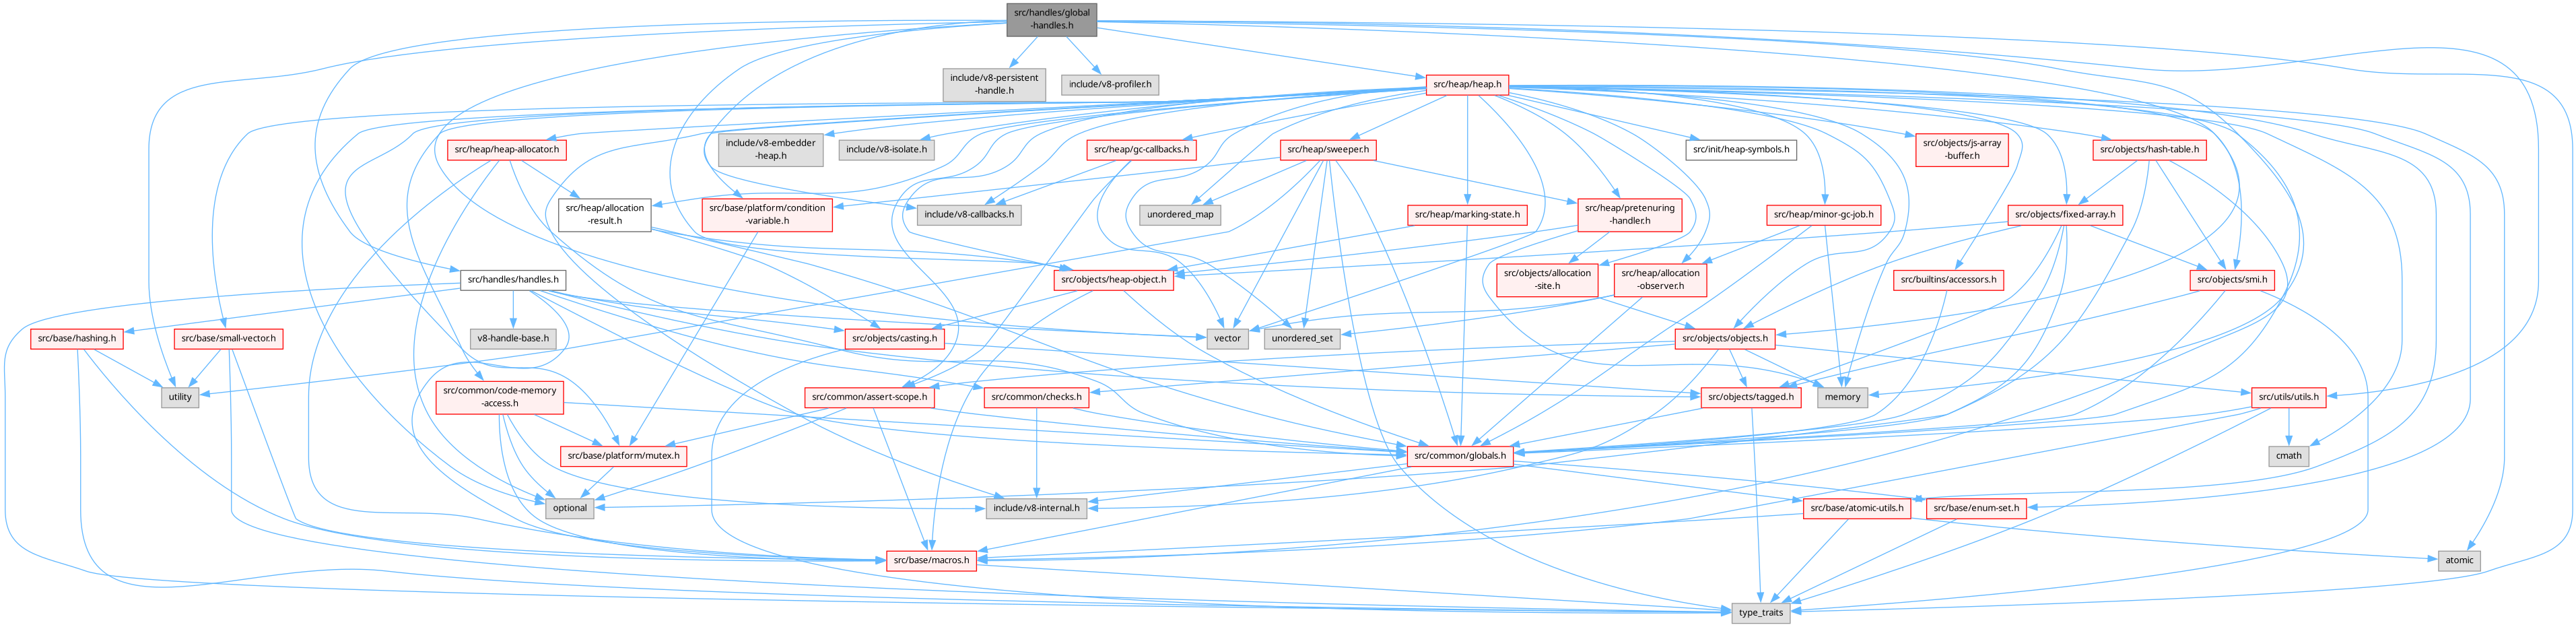 src/handles/global
-handles.h
include/v8-persistent
-handle.h
include/v8-profiler.h
src/heap/heap.h
src/heap/heap-allocator.h
include/v8-embedder
-heap.h
include/v8-isolate.h
src/heap/gc-callbacks.h
src/heap/sweeper.h
src/init/heap-symbols.h
src/objects/js-array
-buffer.h
src/objects/hash-table.h
src/heap/allocation
-result.h
src/base/platform/condition
-variable.h
include/v8-callbacks.h
unordered_map
src/heap/marking-state.h
src/heap/pretenuring
-handler.h
src/heap/minor-gc-job.h
src/objects/fixed-array.h
src/handles/handles.h
src/objects/heap-object.h
src/objects/allocation
-site.h
src/heap/allocation
-observer.h
src/builtins/accessors.h
src/objects/smi.h
src/base/hashing.h
src/base/small-vector.h
v8-handle-base.h
src/objects/casting.h
vector
unordered_set
src/objects/objects.h
utility
src/common/code-memory
-access.h
src/common/assert-scope.h
src/common/checks.h
src/objects/tagged.h
memory
src/utils/utils.h
src/base/platform/mutex.h
src/common/globals.h
cmath
optional
include/v8-internal.h
src/base/atomic-utils.h
src/base/enum-set.h
src/base/macros.h
atomic
type_traits